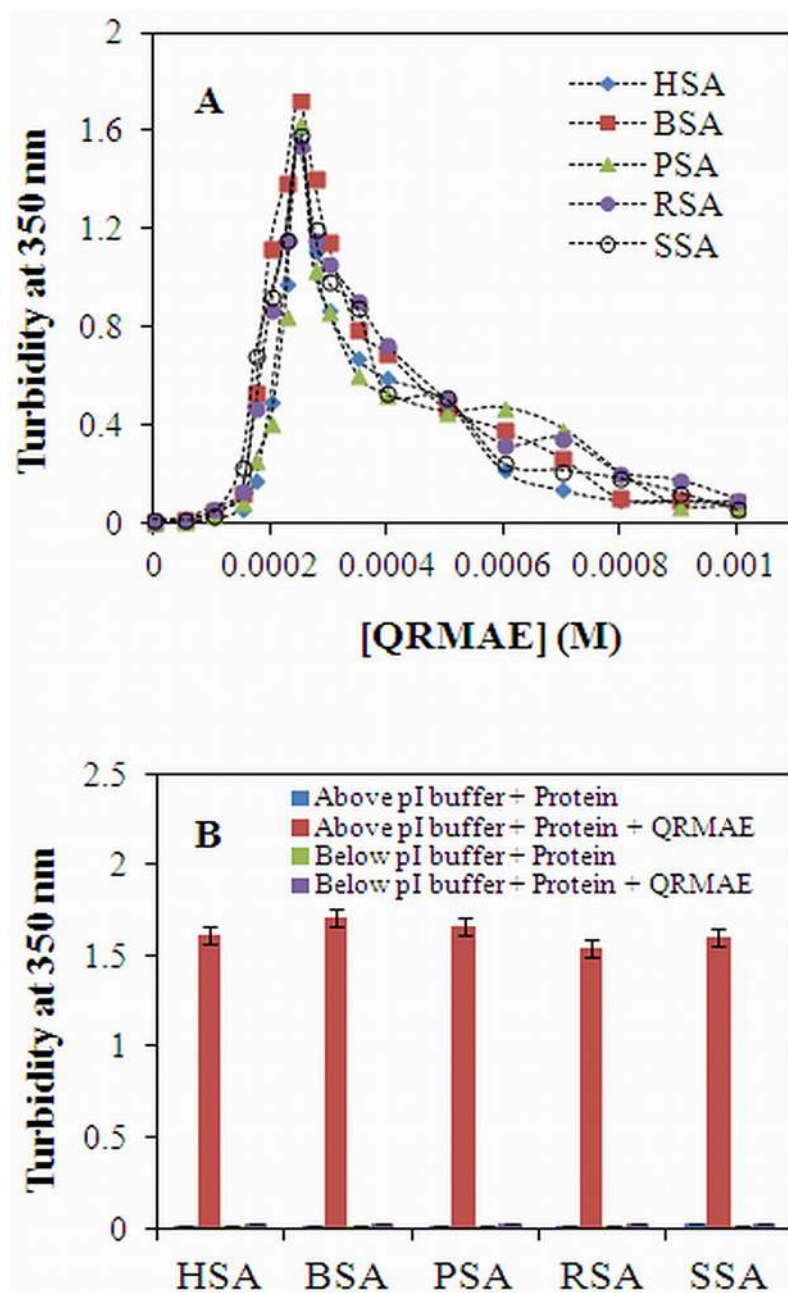 2
A
HSA
BSA
PSA
RSA
SSA
1.6
1.2
0.8
0.4
0
Turbidity at 350 nm
0 0.0002 0.0004 0.0006 0.0008 0.001
[QRMAE] (M)
2.5
B
Above pI buffer + Protein
Above pI buffer + Protein + QRMAE
Below pI buffer + Protein
Below pI buffer + Protein + QRMAE
2
1.5
1
0.5
0
Turbidity at 350 nm
HSA BSA PSA RSA SSA